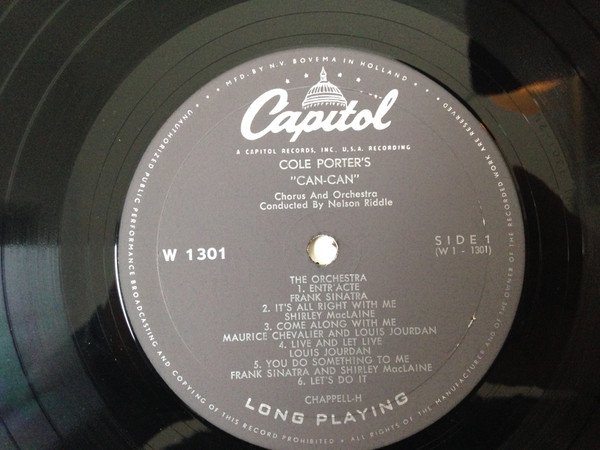 MFD. BY N.V. BOVEMA IN HOLLAND
Capitol
A CAPITOL RECORDS, INC., U.S.A. RECORDING
COLE PORTER'S
"CAN-CAN"
Chorus And Orchestra
Conducted By Nelson Riddle
W 1301
SIDE 1
(W 1 - 1301)
THE ORCHESTRA
1. ENTR'ACTE
FRANK SINATRA
2. IT'S ALL RIGHT WITH ME
SHIRLEY MacLAINE
3. COME ALONG WITH ME
MAURICE CHEVALIER AND LOUIS JOURDAN
4. LIVE AND LET LIVE
LOUIS JOURDAN
5. YOU DO SOMETHING TO ME
FRANK SINATRA AND SHIRLEY MacLAINE
6. LET'S DO IT
CHAPPELL-H
LONG PLAYING
UNAUTHORIZED PUBLIC PERFORMANCE BROADCASTING AND COPYING OF THIS RECORD PROHIBITED • ALL RIGHTS OF THE MANUFACTURER AND OF THE OWNER OF THE RECORDED WORK ARE RESERVED